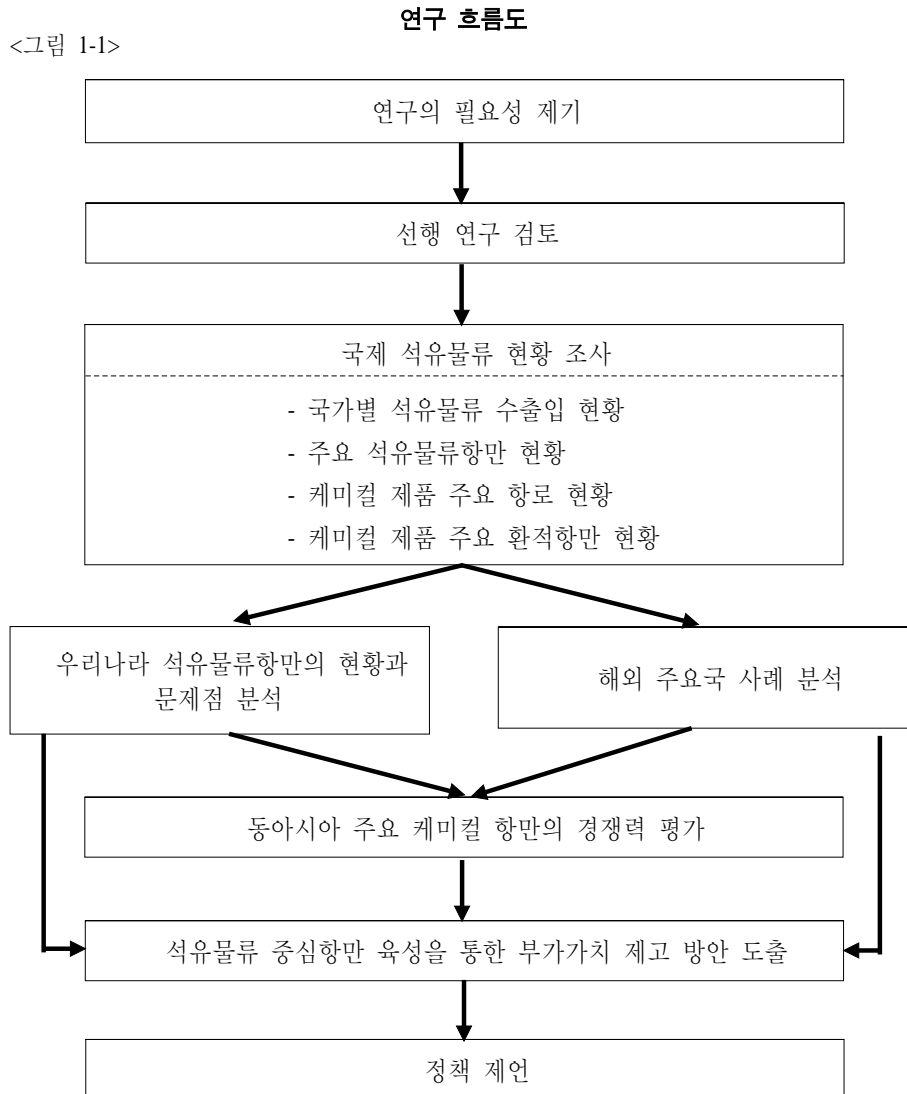 연구 흐름도
<그림 1-1>
연구의 필요성 제기
선행 연구 검토
국제 석유물류 현황 조사
- 국가별 석유물류 수출입 현황
- 주요 석유물류항만 현황
- 케미컬 제품 주요 항로 현황
- 케미컬 제품 주요 환적항만 현황
우리나라 석유물류항만의 현황과
문제점 분석
해외 주요국 사례 분석
동아시아 주요 케미컬 항만의 경쟁력 평가
석유물류 중심항만 육성을 통한 부가가치 제고 방안 도출
정책 제언